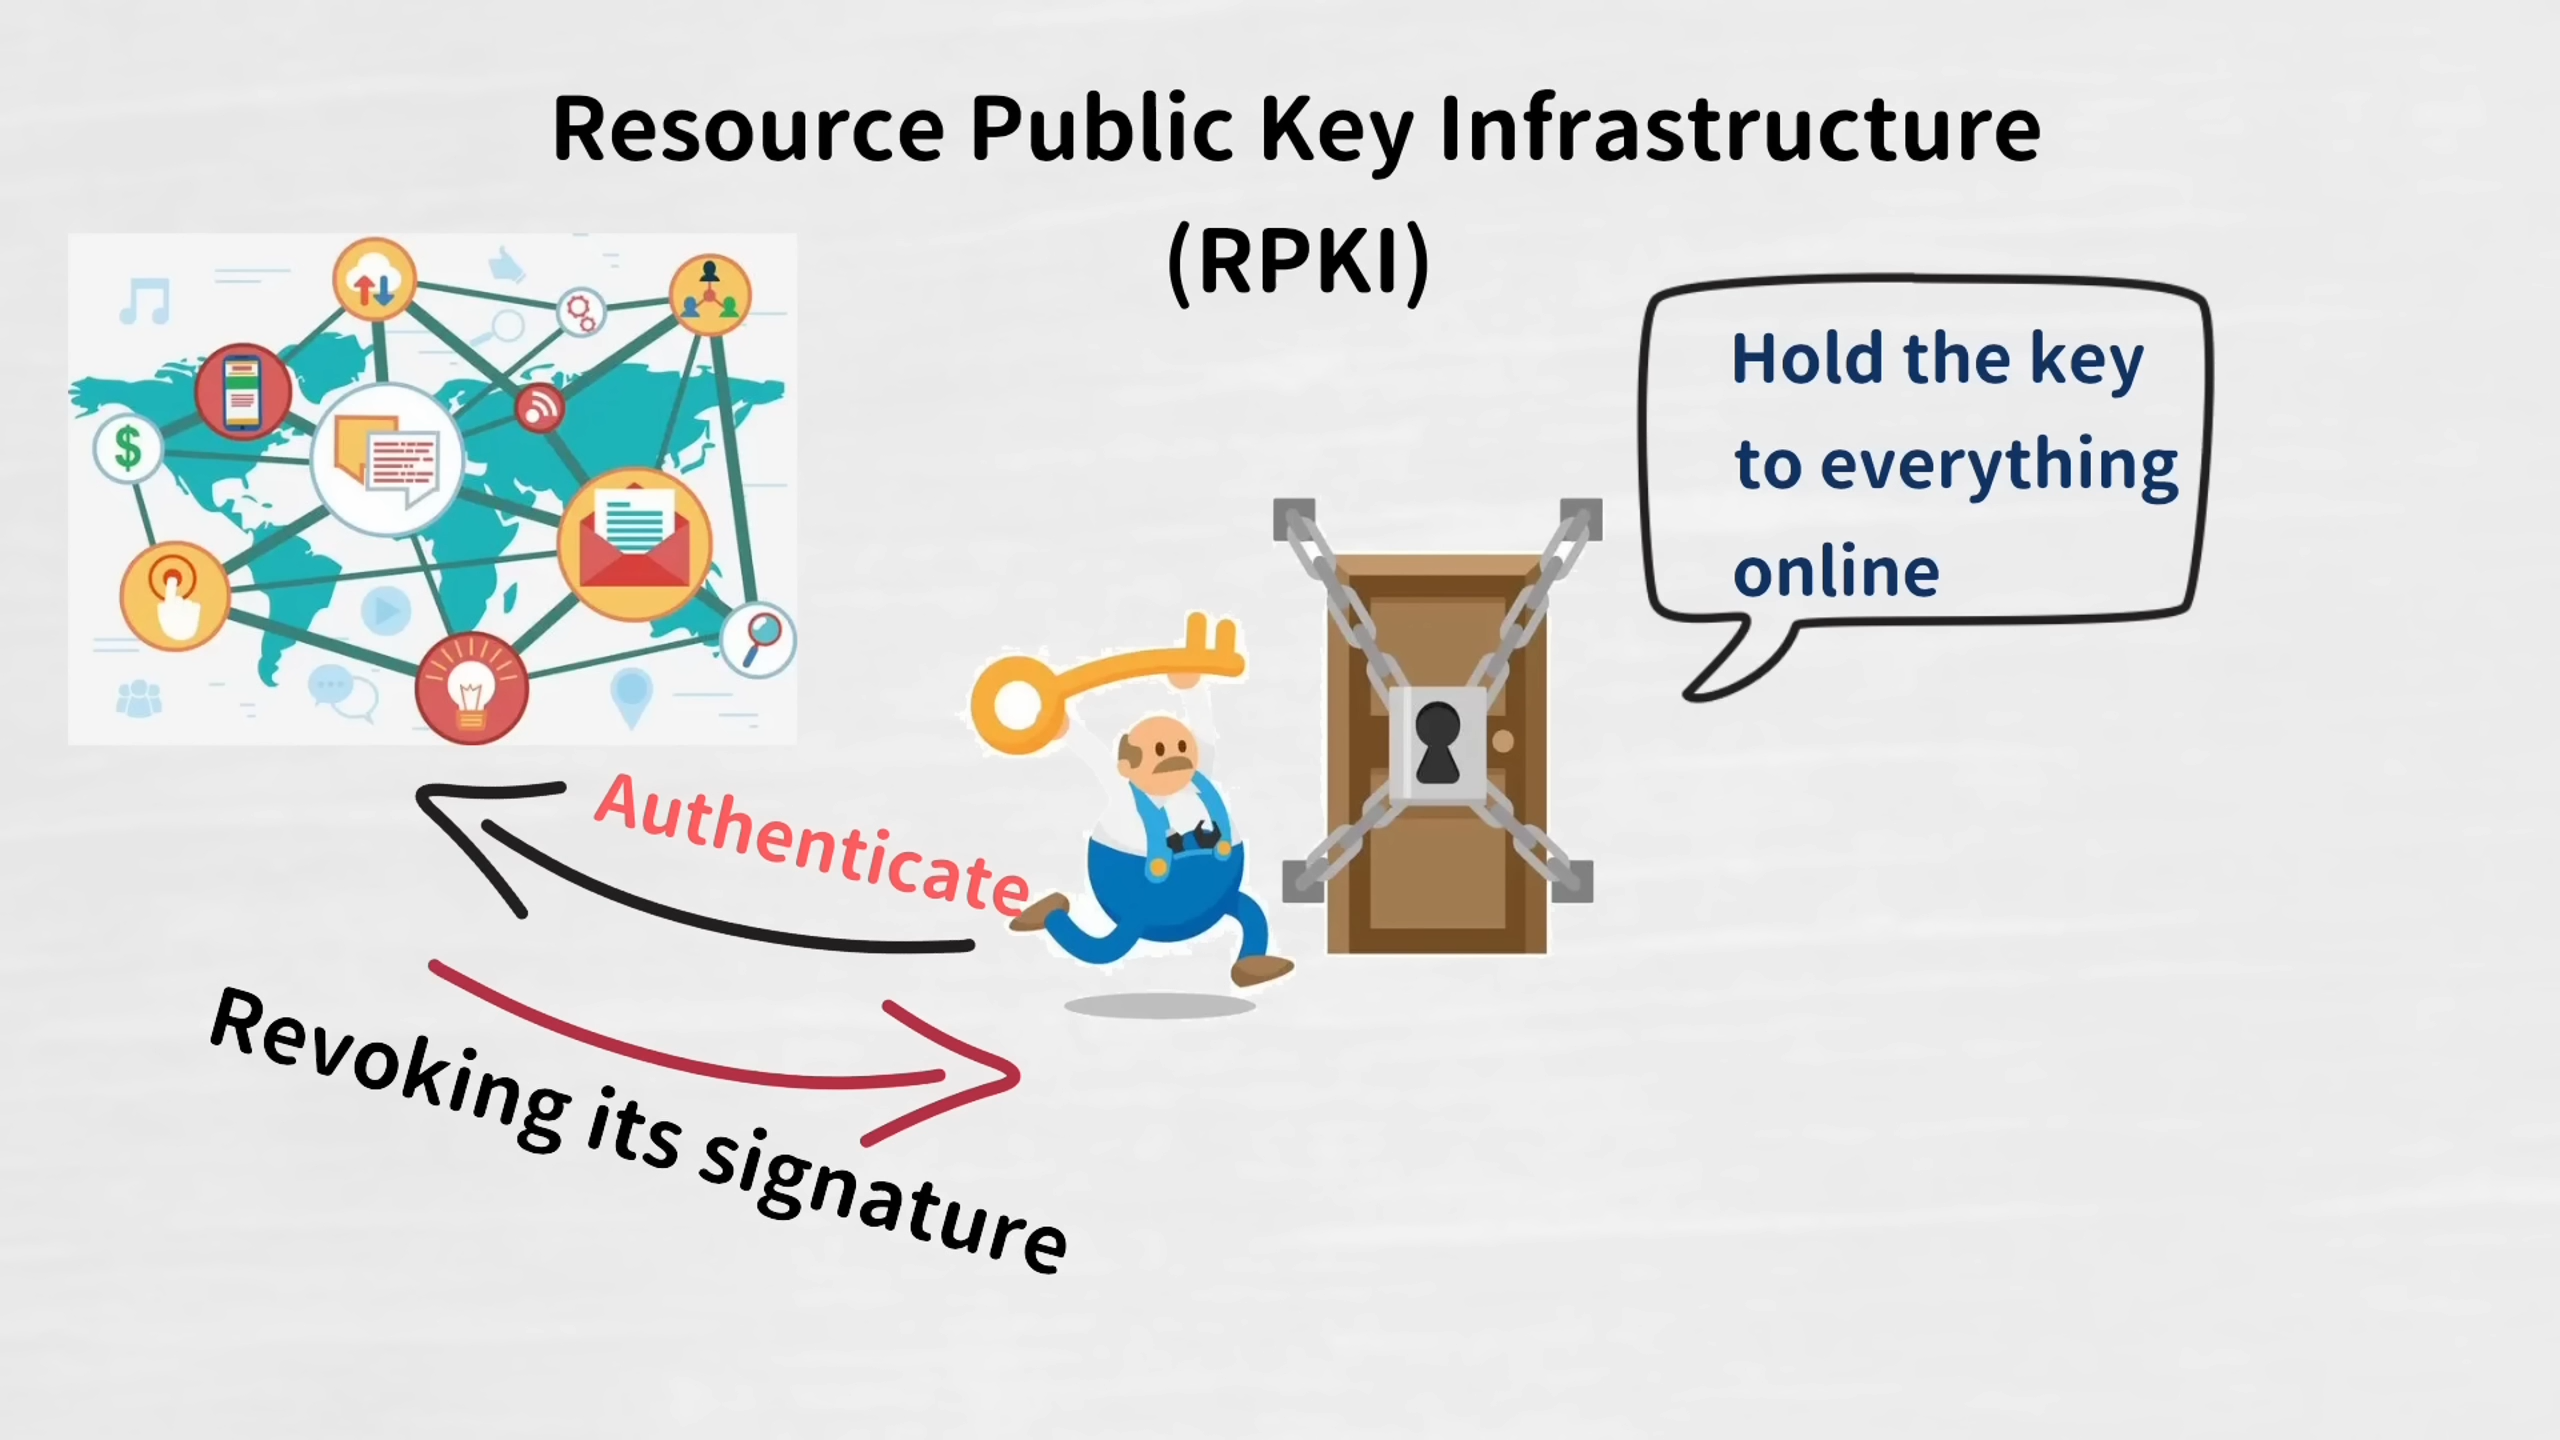 Resource Public Key Infrastructure
(RPKI)
Hold the key
to everything
online
$
Authenticate
Revoking its signature